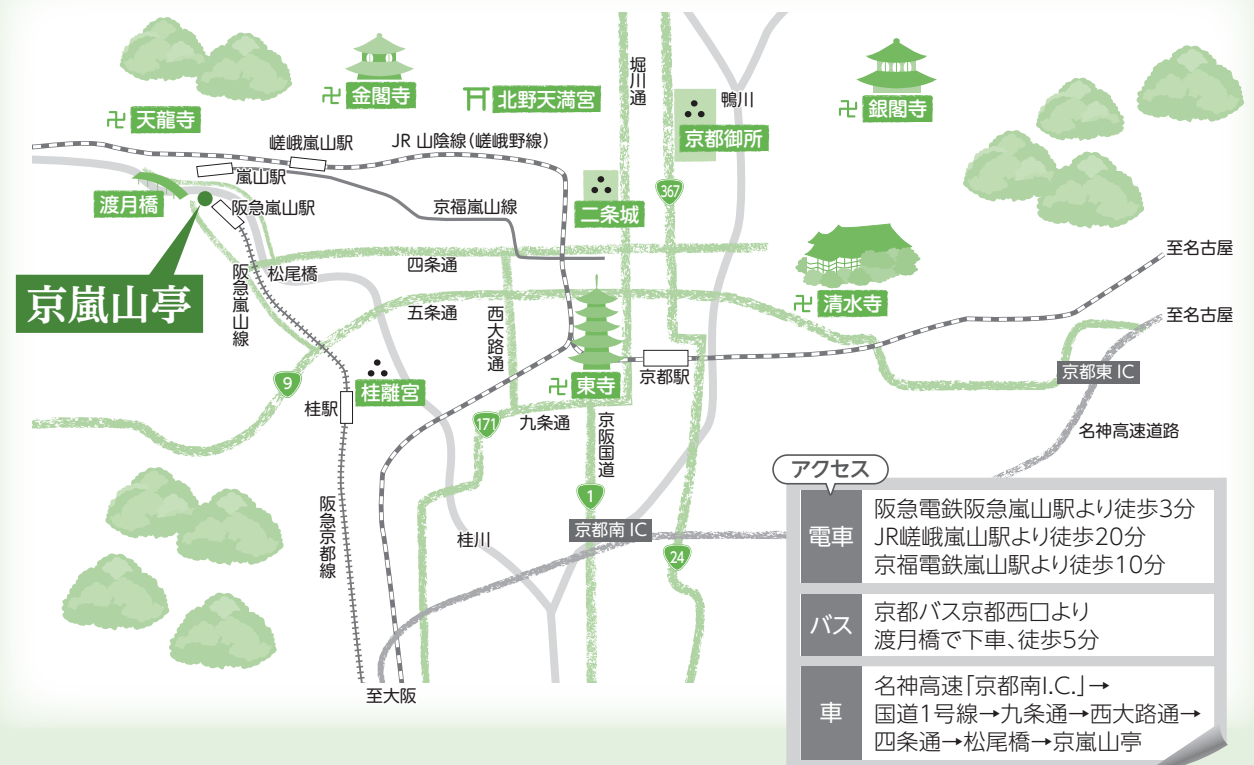 堀川通
鴨川
卍 金閣寺
北野天満宮
卍 銀閣寺
卍 天龍寺
京都御所
嵯峨嵐山駅
JR 山陰線(嵯峨野線)
嵐山駅
367
渡月橋
阪急嵐山駅
京福嵐山線
二条城
至名古屋
四条通
松尾橋
阪急嵐山線
京嵐山亭
卍 清水寺
五条通
西大路通
至名古屋
京都東 IC
9
桂離宮
卍 東寺
京都駅
桂駅
171
九条通
京阪国道
名神高速道路
1
阪急京都線
桂川
京都南 IC
24
至大阪
アクセス
電車
阪急電鉄阪急嵐山駅より徒歩3分
JR嵯峨嵐山駅より徒歩20分
京福電鉄嵐山駅より徒歩10分
バス
京都バス京都西口より
渡月橋で下車、徒歩5分
車
名神高速「京都南I.C.」→
国道1号線→九条通→西大路通→
四条通→松尾橋→京嵐山亭